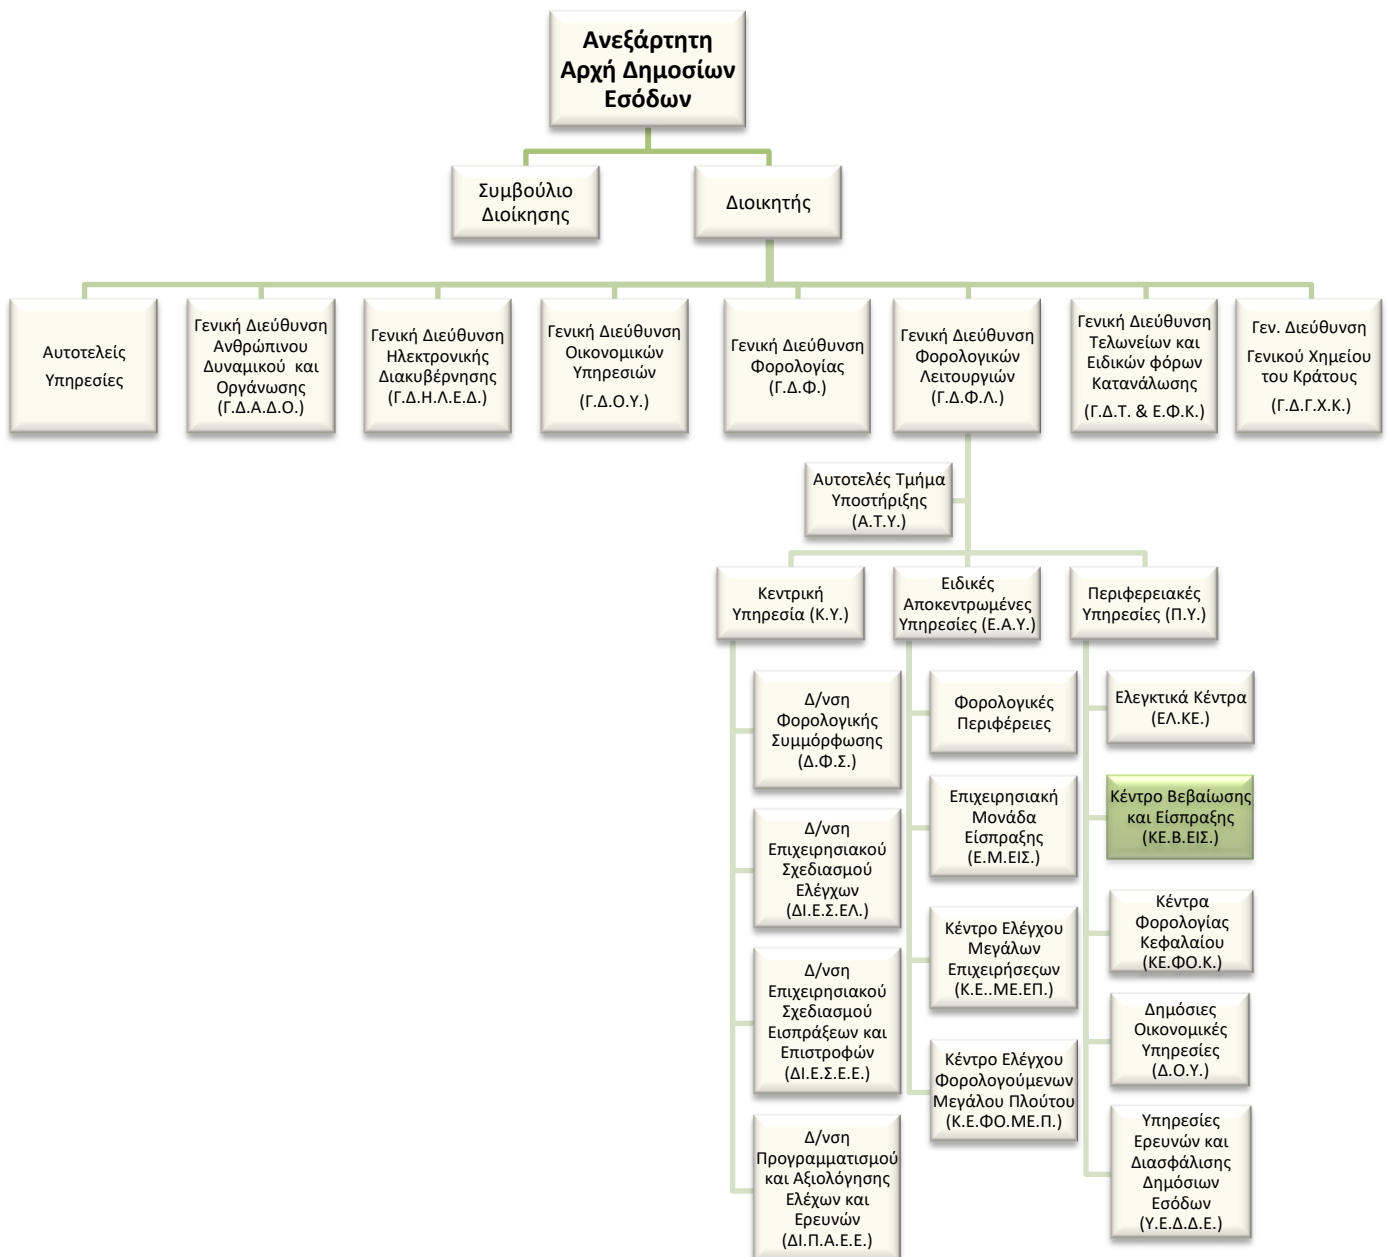 Ανεξάρτητη
Αρχή Δημοσίων
Εσόδων
Συμβούλιο
Διοίκησης
Διοικητής
Αυτοτελείς
Υπηρεσίες
Γενική Διεύθυνση
Ανθρώπινου
Δυναμικού και
Οργάνωσης
(Γ.Δ.Α.Δ.Ο.)
Γενική Διεύθυνση
Ηλεκτρονικής
Διακυβέρνησης
(Γ.Δ.Η.Λ.Ε.Δ.)
Γενική Διεύθυνση
Οικονομικών
Υπηρεσιών
(Γ.Δ.Ο.Υ.)
Γενική Διεύθυνση
Φορολογίας
(Γ.Δ.Φ.)
Γενική Διεύθυνση
Φορολογικών
Λειτουργιών
(Γ.Δ.Φ.Λ.)
Γενική Διεύθυνση
Τελωνείων και
Ειδικών φόρων
Κατανάλωσης
(Γ.Δ.Τ. & Ε.Φ.Κ.)
Γεν. Διεύθυνση
Γενικού Χημείου
του Κράτους
(Γ.Δ.Γ.Χ.Κ.)
Αυτοτελές Τμήμα
Υποστήριξης
(Α.Τ.Υ.)
Κεντρική
Υπηρεσία (Κ.Υ.)
Ειδικές
Αποκεντρωμένες
Υπηρεσίες (Ε.Α.Υ.)
Περιφερειακές
Υπηρεσίες (Π.Υ.)
Δ/νση
Φορολογικής
Συμμόρφωσης
(Δ.Φ.Σ.)
Δ/νση
Επιχειρησιακού
Σχεδιασμού
Ελέγχων
(ΔΙ.Ε.Σ.ΕΛ.)
Δ/νση
Επιχειρησιακού
Σχεδιασμού
Εισπράξεων και
Επιστροφών
(ΔΙ.Ε.Σ.Ε.Ε.)
Δ/νση
Προγραμματισμού
και Αξιολόγησης
Ελέχων και
Ερευνών
(ΔΙ.Π.Α.Ε.Ε.)
Φορολογικές
Περιφέρειες
Επιχειρησιακή
Μονάδα
Είσπραξης
(Ε.Μ.ΕΙΣ.)
Κέντρο Ελέγχου
Μεγάλων
Επιχειρήσεςων
(Κ.Ε..ΜΕ.ΕΠ.)
Κέντρο Ελέγχου
Φορολογούμενων
Μεγάλου Πλούτου
(Κ.Ε.ΦΟ.ΜΕ.Π.)
Ελεγκτικά Κέντρα
(ΕΛ.ΚΕ.)
Κέντρο Βεβαίωσης
και Είσπραξης
(ΚΕ.Β.ΕΙΣ.)
Κέντρα
Φορολογίας
Κεφαλαίου
(ΚΕ.ΦΟ.Κ.)
Δημόσιες
Οικονομικές
Υπηρεσίες
(Δ.Ο.Υ.)
Υπηρεσίες
Ερευνών και
Διασφάλισης
Δημόσιων
Εσόδων
(Υ.Ε.Δ.Δ.Ε.)